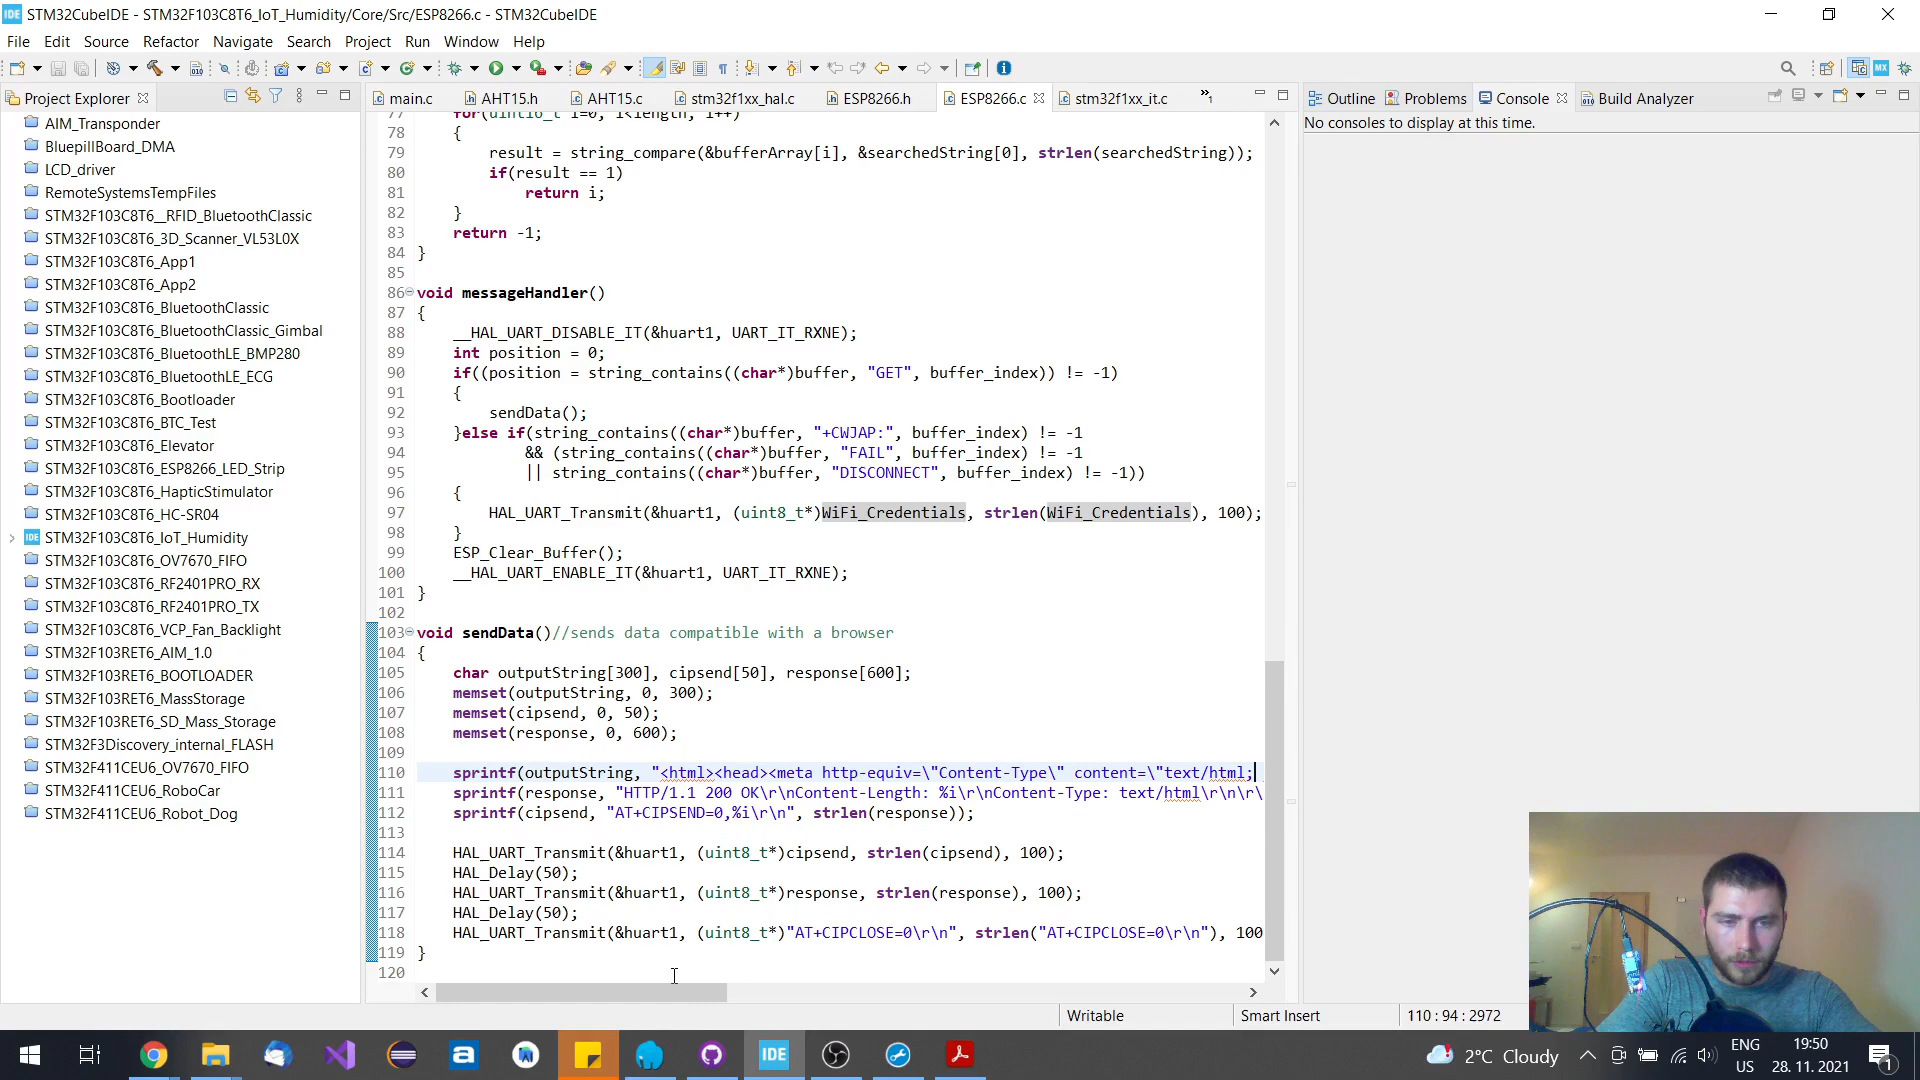 STM32CubeIDE - STM32F103C8T6_IoT_Humidity/Core/Src/ESP8266.c - STM32CubeIDE
File Edit Source Refactor Navigate Search Project Run Window Help
Project Explorer
AIM_Transponder
BluepillBoard_DMA
LCD_driver
RemoteSystemsTempFiles
STM32F103C8T6__RFID_BluetoothClassic
STM32F103C8T6_3D_Scanner_VL53L0X
STM32F103C8T6_App1
STM32F103C8T6_App2
STM32F103C8T6_BluetoothClassic
STM32F103C8T6_BluetoothClassic_Gimbal
STM32F103C8T6_BluetoothLE_BMP280
STM32F103C8T6_BluetoothLE_ECG
STM32F103C8T6_Bootloader
STM32F103C8T6_BTC_Test
STM32F103C8T6_Elevator
STM32F103C8T6_ESP8266_LED_Strip
STM32F103C8T6_HapticStimulator
STM32F103C8T6_HC-SR04
IDE STM32F103C8T6_IoT_Humidity
STM32F103C8T6_OV7670_FIFO
STM32F103C8T6_RF2401PRO_RX
STM32F103C8T6_RF2401PRO_TX
STM32F103C8T6_VCP_Fan_Backlight
STM32F103RET6_AIM_1.0
STM32F103RET6_BOOTLOADER
STM32F103RET6_MassStorage
STM32F103RET6_SD_Mass_Storage
STM32F3Discovery_internal_FLASH
STM32F411CEU6_OV7670_FIFO
STM32F411CEU6_RoboCar
STM32F411CEU6_Robot_Dog
main.c AHT15.h AHT15.c stm32f1xx_hal.c ESP8266.h ESP8266.c stm32f1xx_it.c
77 for(uint16_t i=0; i<length; i++)
78 {
79 result = string_compare(&bufferArray[i], &searchedString[0], strlen(searchedString));
80 if(result == 1)
81 return i;
82 }
83 return -1;
84 }
85
86 void messageHandler()
87 {
88 __HAL_UART_DISABLE_IT(&huart1, UART_IT_RXNE);
89 int position = 0;
90 if((position = string_contains((char*)buffer, "GET", buffer_index)) != -1)
91 {
92 sendData();
93 }else if(string_contains((char*)buffer, "+CWJAP:", buffer_index) != -1
94 && (string_contains((char*)buffer, "FAIL", buffer_index) != -1
95 || string_contains((char*)buffer, "DISCONNECT", buffer_index) != -1))
96 {
97 HAL_UART_Transmit(&huart1, (uint8_t*)WiFi_Credentials, strlen(WiFi_Credentials), 100);
98 }
99 ESP_Clear_Buffer();
100 __HAL_UART_ENABLE_IT(&huart1, UART_IT_RXNE);
101 }
102
103 void sendData()//sends data compatible with a browser
104 {
105 char outputString[300], cipsend[50], response[600];
106 memset(outputString, 0, 300);
107 memset(cipsend, 0, 50);
108 memset(response, 0, 600);
109
110 sprintf(outputString, "<html><head><meta http-equiv=\"Content-Type\" content=\"text/html;
111 sprintf(response, "HTTP/1.1 200 OK\r\nContent-Length: %i\r\nContent-Type: text/html\r\n\r\
112 sprintf(cipsend, "AT+CIPSEND=0,%i\r\n", strlen(response));
113
114 HAL_UART_Transmit(&huart1, (uint8_t*)cipsend, strlen(cipsend), 100);
115 HAL_Delay(50);
116 HAL_UART_Transmit(&huart1, (uint8_t*)response, strlen(response), 100);
117 HAL_Delay(50);
118 HAL_UART_Transmit(&huart1, (uint8_t*)"AT+CIPCLOSE=0\r\n", strlen("AT+CIPCLOSE=0\r\n"), 100
119 }
120
Outline Problems Console Build Analyzer
No consoles to display at this time.
Writable Smart Insert 110 : 94 : 2972
IDE
2°C Cloudy
ENG
US
19:50
28. 11. 2021
1